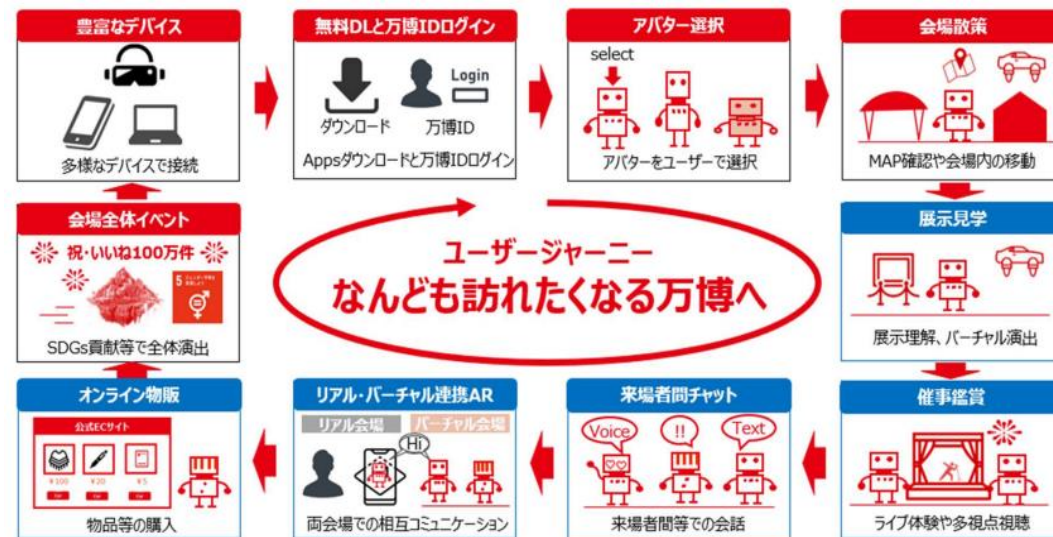 豊富なデバイス
多様なデバイスで接続
無料DLと万博IDログイン
Login
ダウンロード
万博ID
Appsダウンロードと万博IDログイン
アバター選択
select
アバターをユーザーで選択
会場散策
MAP確認や会場内の移動
展示見学
展示理解、バーチャル演出
催事鑑賞
ライブ体験や多視点視聴
来場者間チャット
Voice
!!
Text
来場者間等での会話
リアル・バーチャル連携AR
リアル会場
バーチャル会場
Hi
両会場での相互コミュニケーション
オンライン物販
公式ECサイト
¥100
¥20
¥5
物品等の購入
会場全体イベント
祝・いいね100万件
5
SDGs貢献等で全体演出
ユーザージャーニー
なんども訪れたくなる万博へ